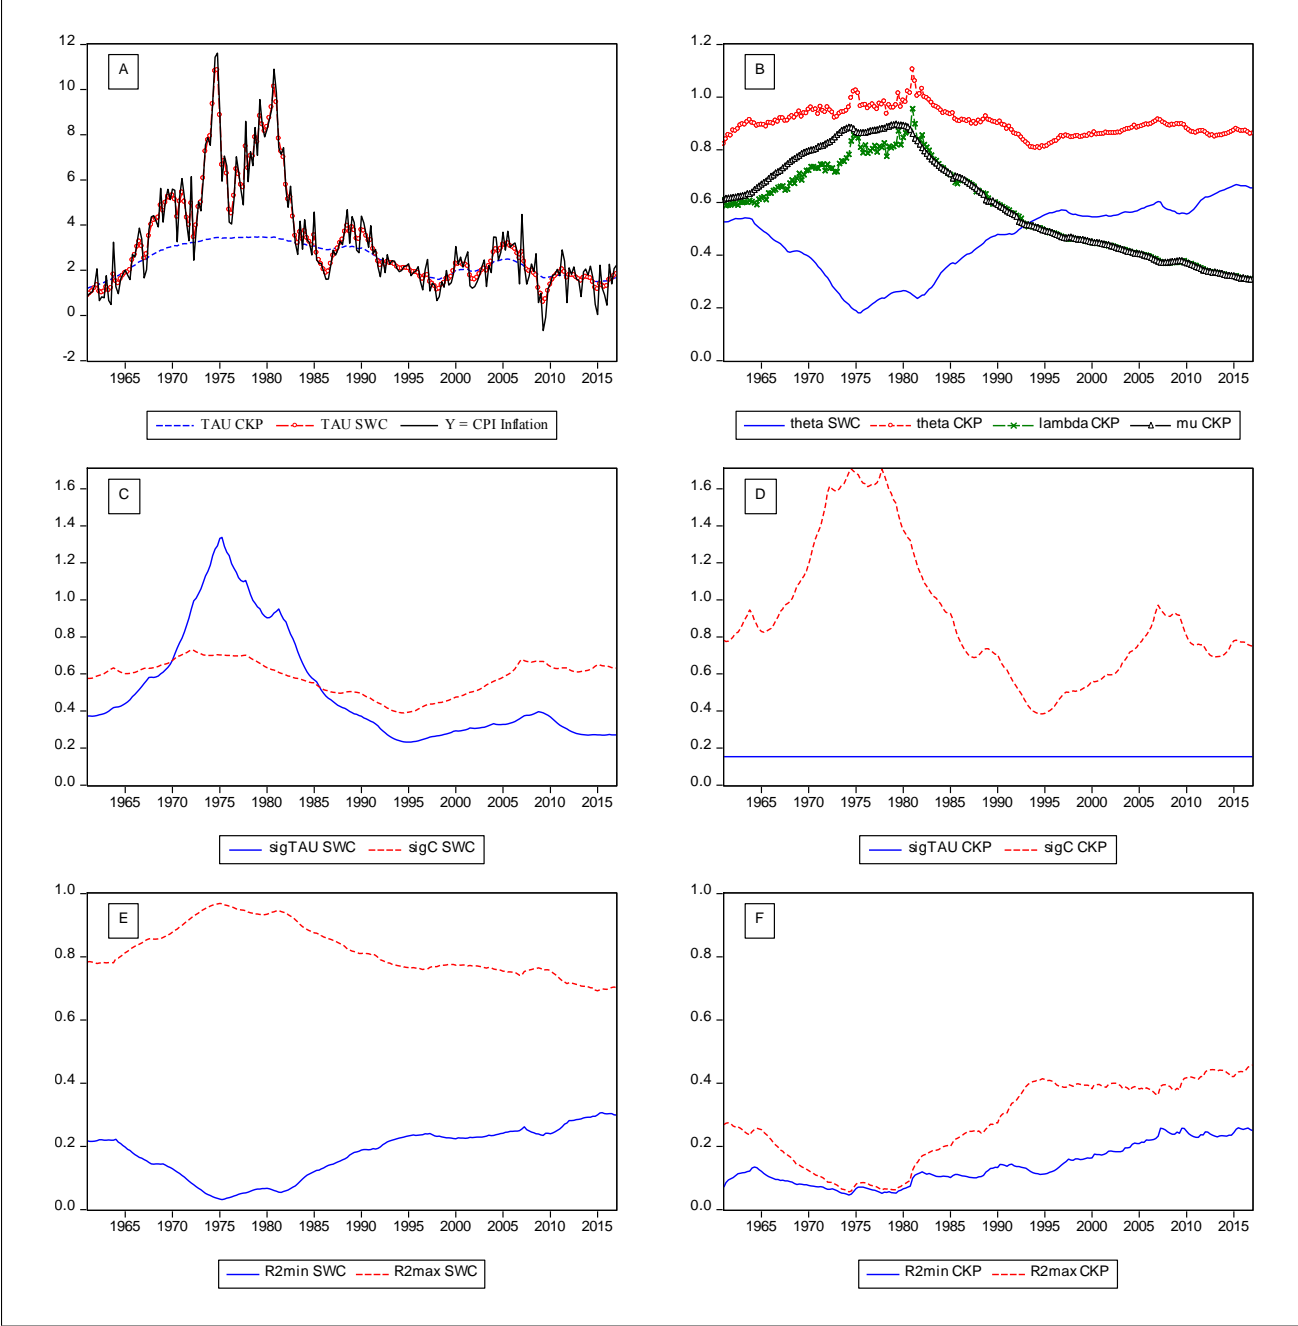 A
12
10
8
6
4
2
0
-2
1965 1970 1975 1980 1985 1990 1995 2000 2005 2010 2015
TAU CKP TAU SWC Y = CPI Inflation
B
1.2
1.0
0.8
0.6
0.4
0.2
0.0
1965 1970 1975 1980 1985 1990 1995 2000 2005 2010 2015
theta SWC theta CKP lambda CKP mu CKP
C
1.6
1.4
1.2
1.0
0.8
0.6
0.4
0.2
0.0
1965 1970 1975 1980 1985 1990 1995 2000 2005 2010 2015
sigTAU SWC sigC SWC
D
1.6
1.4
1.2
1.0
0.8
0.6
0.4
0.2
0.0
1965 1970 1975 1980 1985 1990 1995 2000 2005 2010 2015
sigTAU CKP sigC CKP
E
1.0
0.8
0.6
0.4
0.2
0.0
1965 1970 1975 1980 1985 1990 1995 2000 2005 2010 2015
R2min SWC R2max SWC
F
1.0
0.8
0.6
0.4
0.2
0.0
1965 1970 1975 1980 1985 1990 1995 2000 2005 2010 2015
R2min CKP R2max CKP